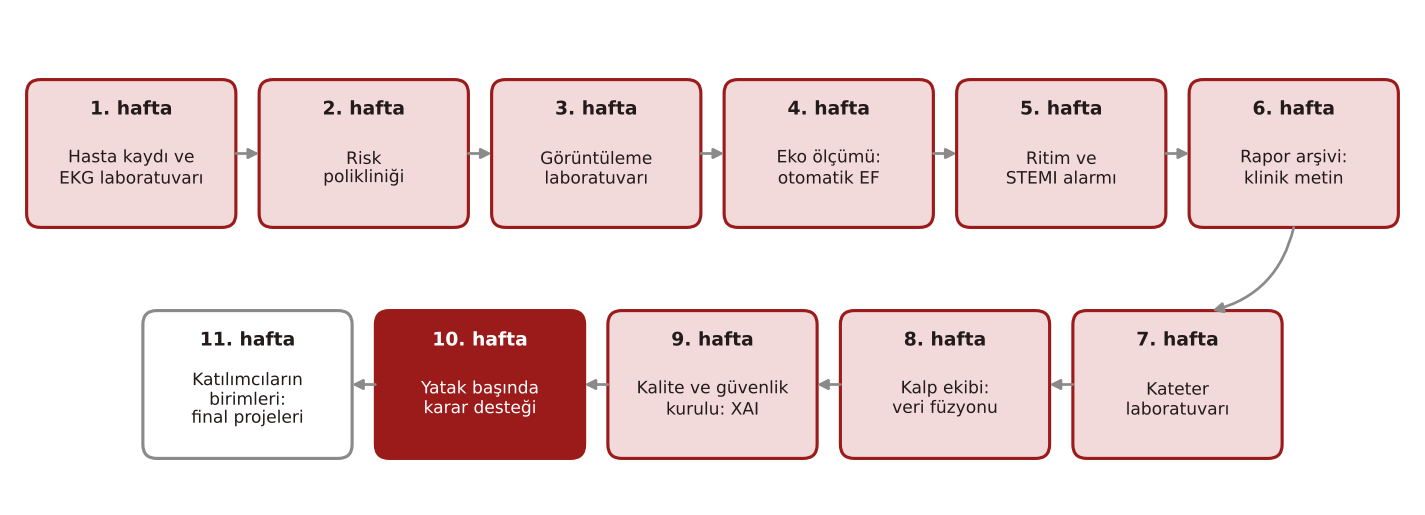 1. hafta
Hasta kaydı ve
EKG laboratuvarı
2. hafta
Risk
polikliniği
3. hafta
Görüntüleme
laboratuvarı
4. hafta
Eko ölçümü:
otomatik EF
5. hafta
Ritim ve
STEMI alarmı
6. hafta
Rapor arşivi:
klinik metin
7. hafta
Kateter
laboratuvarı
8. hafta
Kalp ekibi:
veri füzyonu
9. hafta
Kalite ve güvenlik
kurulu: XAI
10. hafta
Yatak başında
karar desteği
11. hafta
Katılımcıların
birimleri:
final projeleri